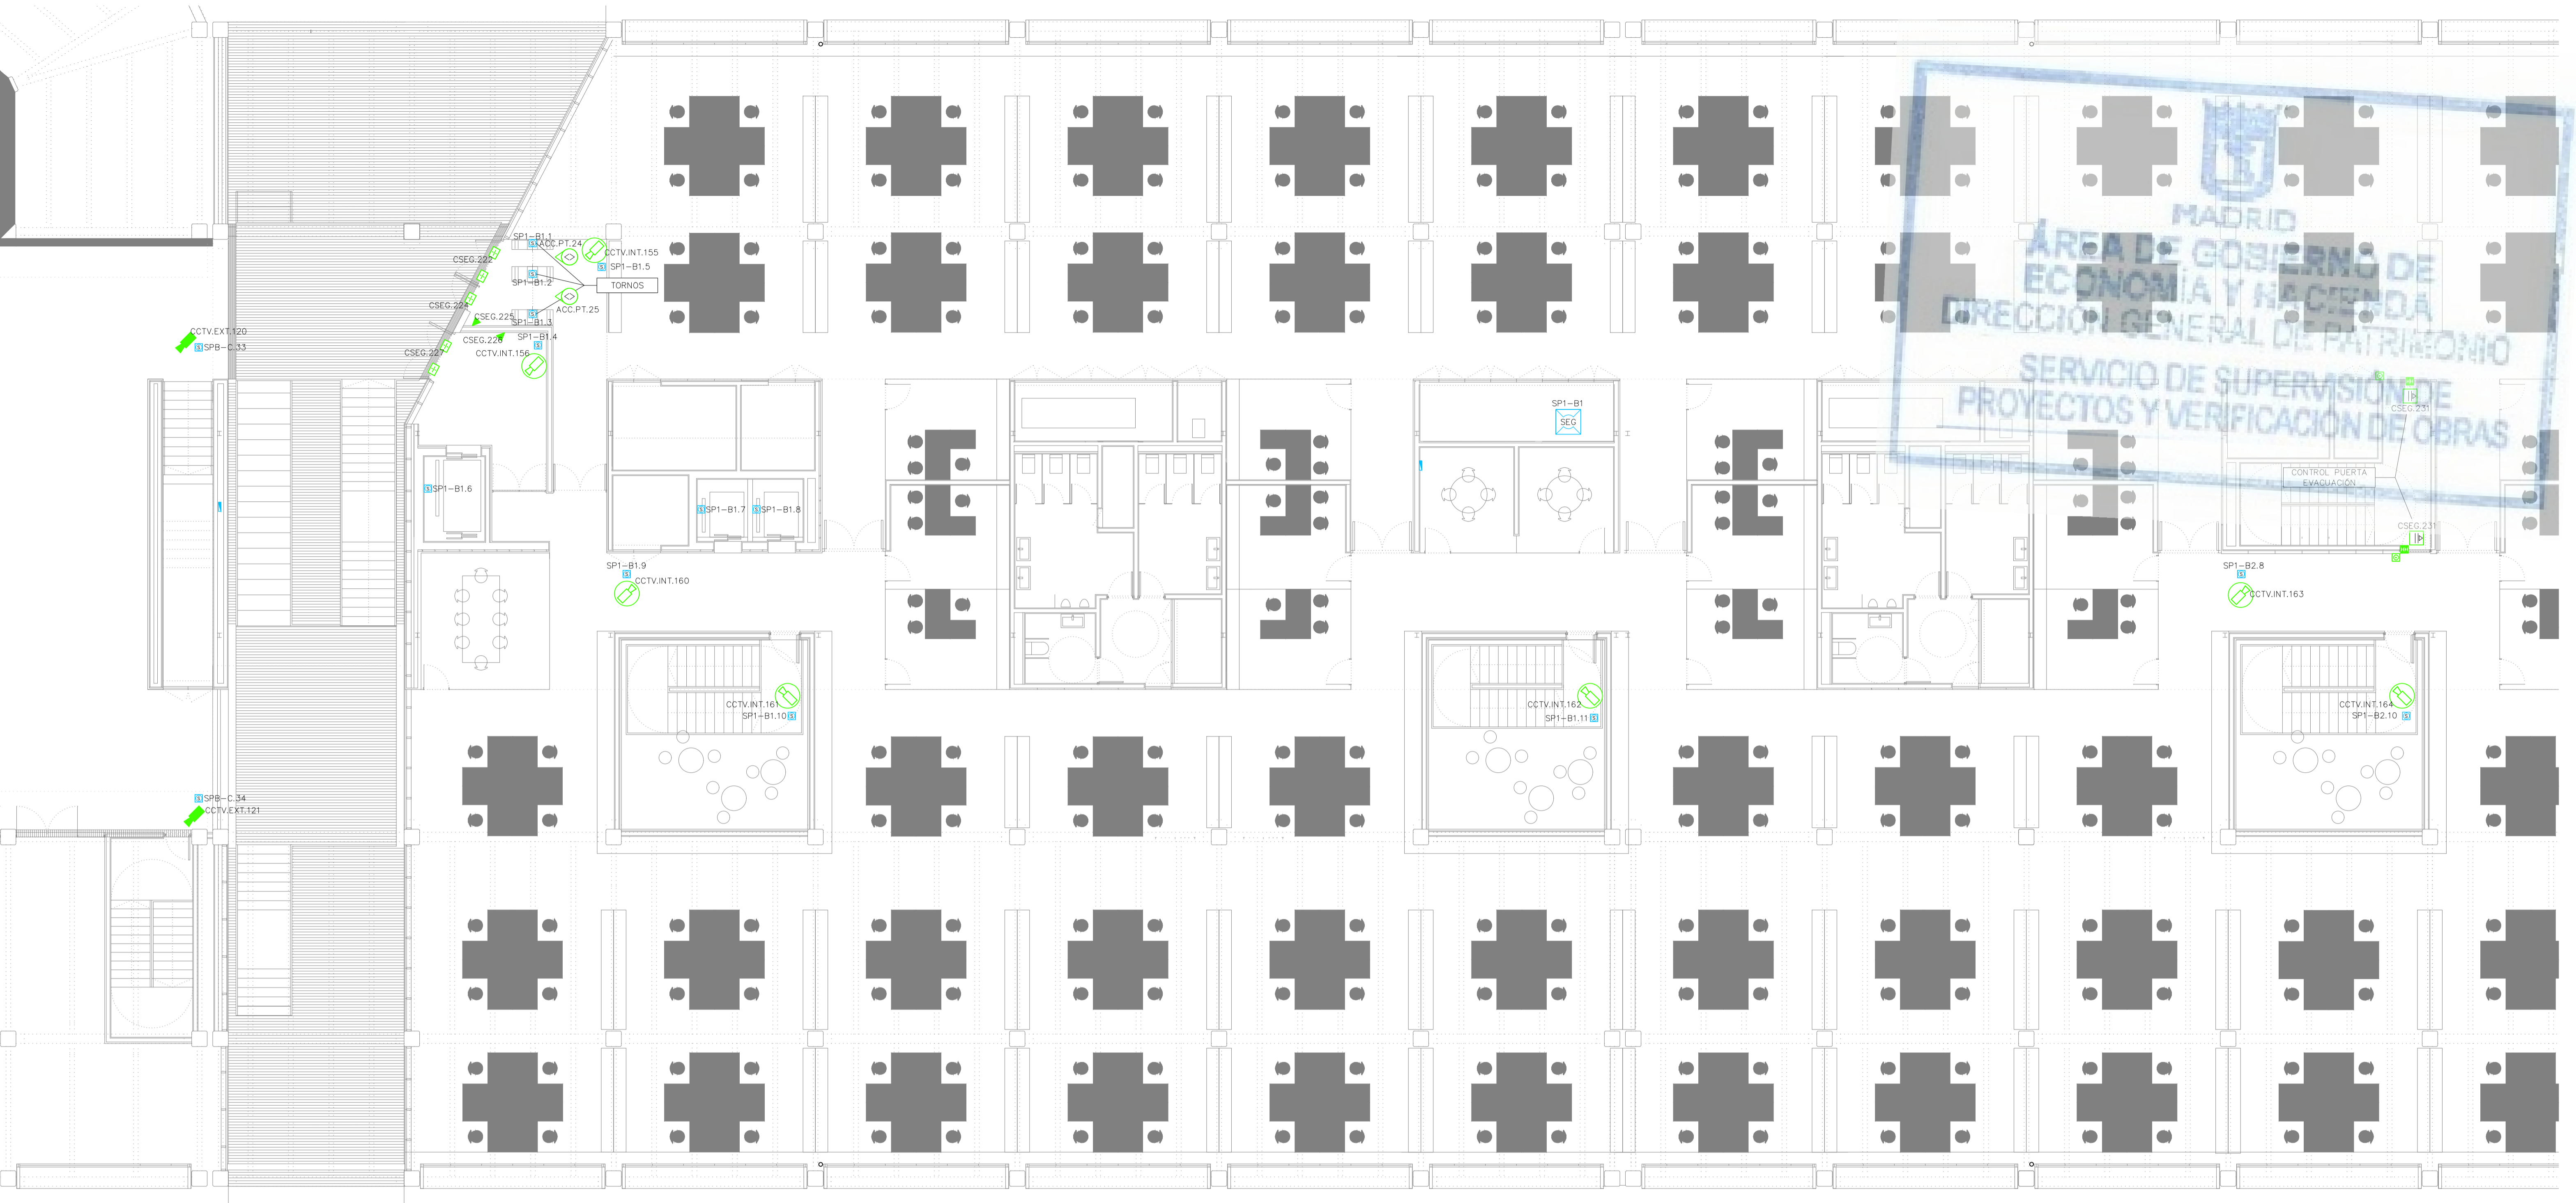 SP1-B1.1
ACC.PT.24
CCTV.INT.155
CSEG.222
SP1-B1.5
SP1-B1.2
TORNOS
CSEG.224
ACC.PT.25
CSEG.225
SP1-B1.3
CCTV.EXT.120
SPB-C.33
CSEG.226
SP1-B1.4
CSEG.227
CCTV.INT.156
MADRID
ÁREA DE GOBIERNO DE
ECONOMÍA Y HACIENDA
DIRECCIÓN GENERAL DE PATRIMONIO
SERVICIO DE SUPERVISIÓN DE
PROYECTOS Y VERIFICACIÓN DE OBRAS
SP1-B1
SEG
CSEG.231
CONTROL PUERTA
EVACUACIÓN
SP1-B1.6
SP1-B1.7
SP1-B1.8
CSEG.231
SP1-B1.9
CCTV.INT.160
SP1-B2.8
CCTV.INT.163
CCTV.INT.161
SP1-B1.10
CCTV.INT.162
SP1-B1.11
CCTV.INT.164
SP1-B2.10
SPB-C.34
CCTV.EXT.121